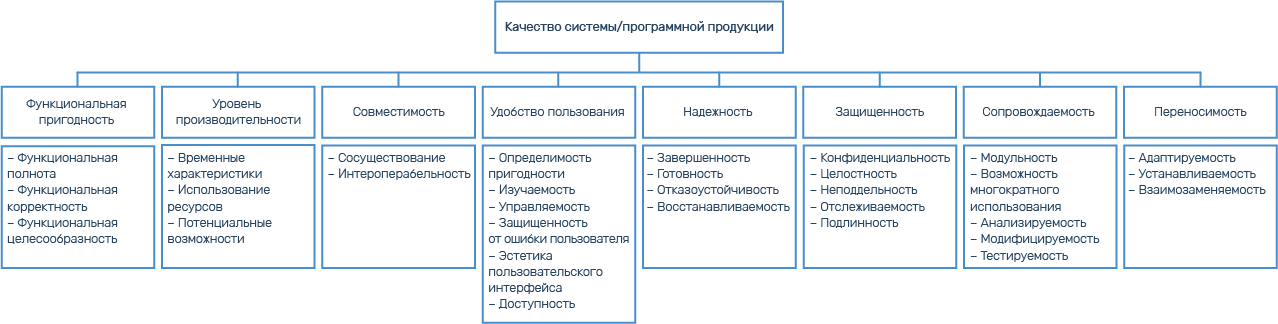 Качество системы/программной продукции
Функциональная
пригодность
Уровень
производительности
Совместимость
Удобство пользования
Надежность
Защищенность
Сопровождаемость
Переносимость
– Функциональная
полнота
– Функциональная
корректность
– Функциональная
целесообразность
– Временные
характеристики
– Использование
ресурсов
– Потенциальные
возможности
– Сосуществование
– Интероперабельность
– Определимость
пригодности
– Изучаемость
– Управляемость
– Защищенность
от ошибки пользователя
– Эстетика
пользовательского
интерфейса
– Доступность
– Завершенность
– Готовность
– Отказоустойчивость
– Восстанавливаемость
– Конфиденциальность
– Целостность
– Неподдельность
– Отслеживаемость
– Подлинность
– Модульность
– Возможность
многократного
использования
– Анализируемость
– Модифицируемость
– Тестируемость
– Адаптируемость
– Устанавливаемость
– Взаимозаменяемость